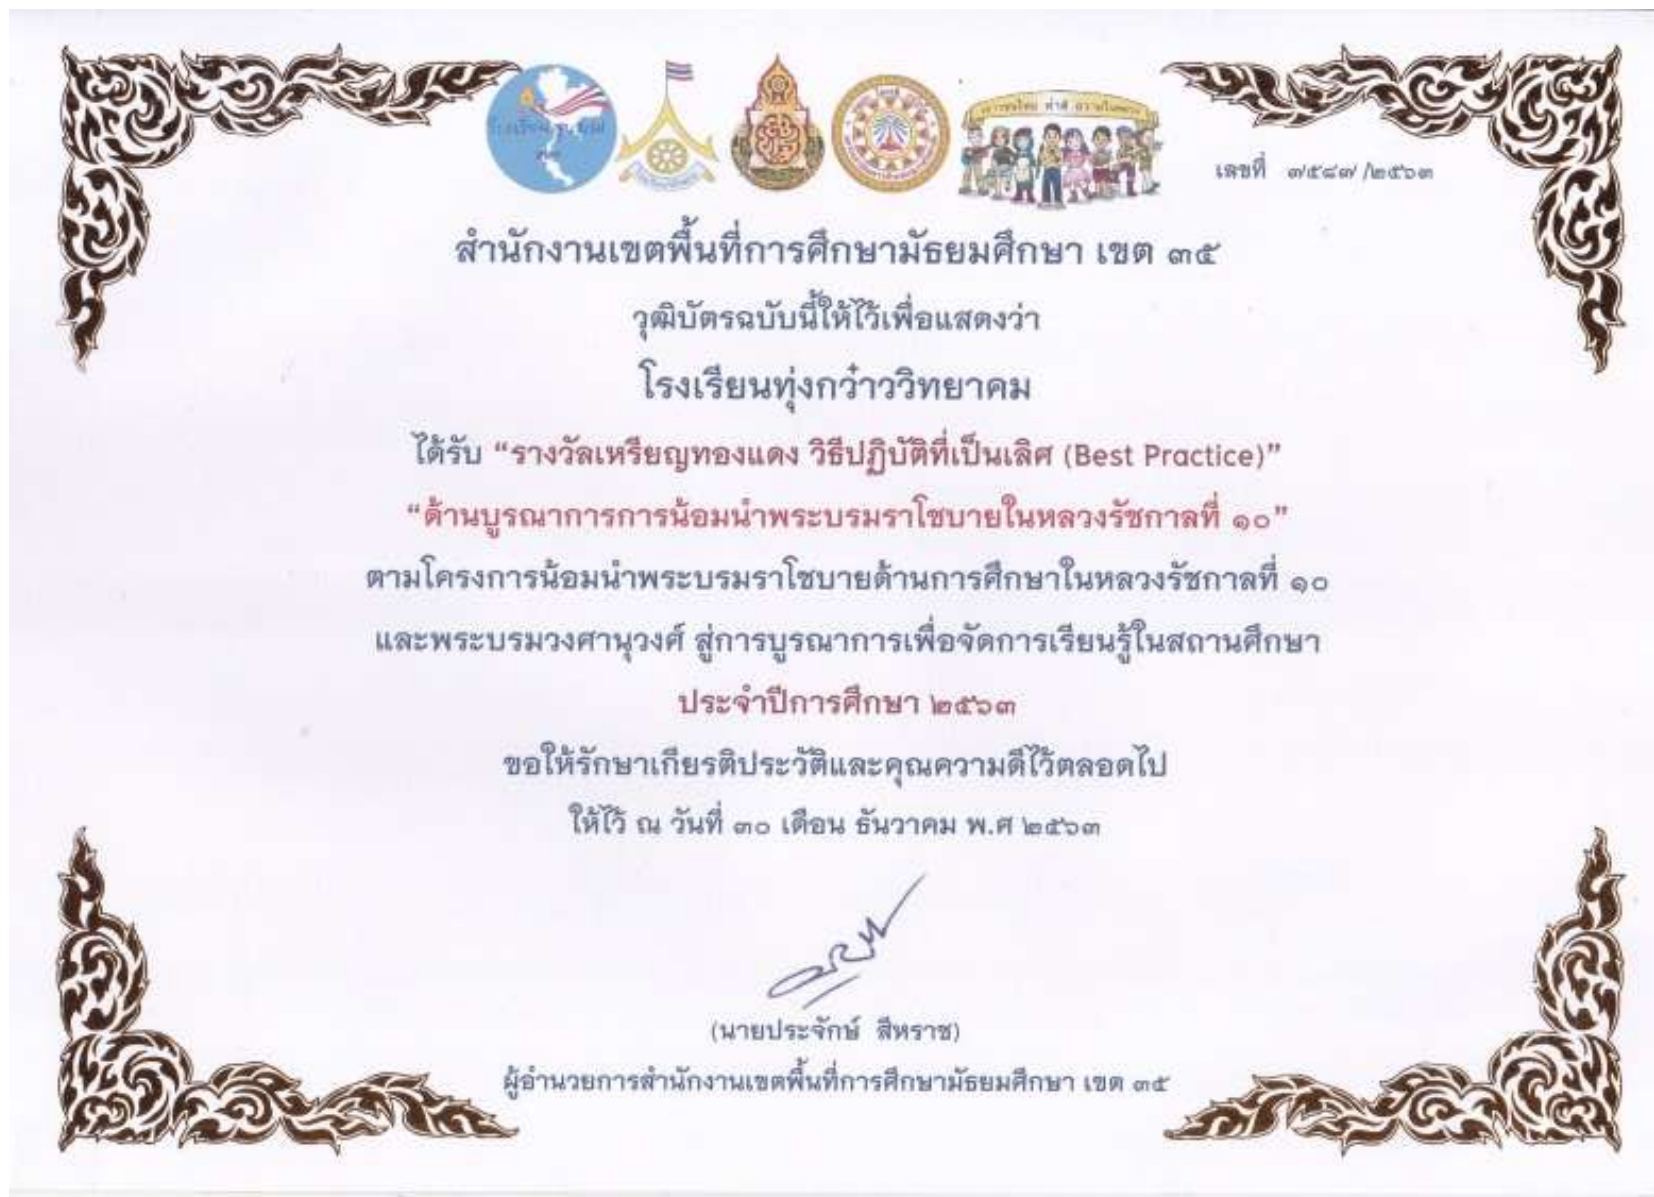 เลขที่ ๗๕๘๗/๒๕๖๓
สำนักงานเขตพื้นที่การศึกษามัธยมศึกษา เขต ๓๕
วุฒิบัตรฉบับนี้ให้ไว้เพื่อแสดงว่า
โรงเรียนทุ่งกว๋าววิทยาคม
ได้รับ “รางวัลเหรียญทองแดง วิธีปฏิบัติที่เป็นเลิศ (Best Practice)”
“ด้านบูรณาการการน้อมนำพระบรมราโชบายในหลวงรัชกาลที่ ๑๐”
ตามโครงการน้อมนำพระบรมราโชบายด้านการศึกษาในหลวงรัชกาลที่ ๑๐
และพระบรมวงศานุวงศ์ สู่การบูรณาการเพื่อจัดการเรียนรู้ในสถานศึกษา
ประจำปีการศึกษา ๒๕๖๓
ขอให้รักษาเกียรติประวัติและคุณความดีไว้ตลอดไป
ให้ไว้ ณ วันที่ ๓๐ เดือน ธันวาคม พ.ศ ๒๕๖๓
(นายประจักษ์ สีหราช)
ผู้อำนวยการสำนักงานเขตพื้นที่การศึกษามัธยมศึกษา เขต ๓๕